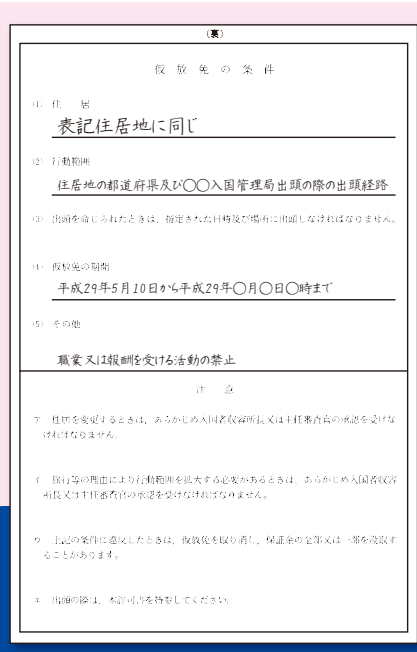 （裏）
仮放免の条件
(1) 住居
表記住居地に同じ
(2) 行動範囲
住居地の都道府県及び〇〇入国管理局出頭の際の出頭経路
(3) 出頭を命じられたときは、指定された日時及び場所に出頭しなければなりません。
(4) 仮放免の期間
平成29年5月10日から平成29年〇月〇日〇時まで
(5) その他
職業又は報酬を受ける活動の禁止
注意
ア 住居を変更するときは、あらかじめ入国者収容所長又は主任審査官の承認を受けな
ければなりません。
イ 旅行等の理由により行動範囲を拡大する必要があるときは、あらかじめ入国者収容
所長又は主任審査官の承認を受けなければなりません。
ウ 上記の条件に違反したときは、仮放免を取り消し、保証金の全部又は一部を没取す
ることがあります。
エ 出頭の際は、本許可書を持参してください。